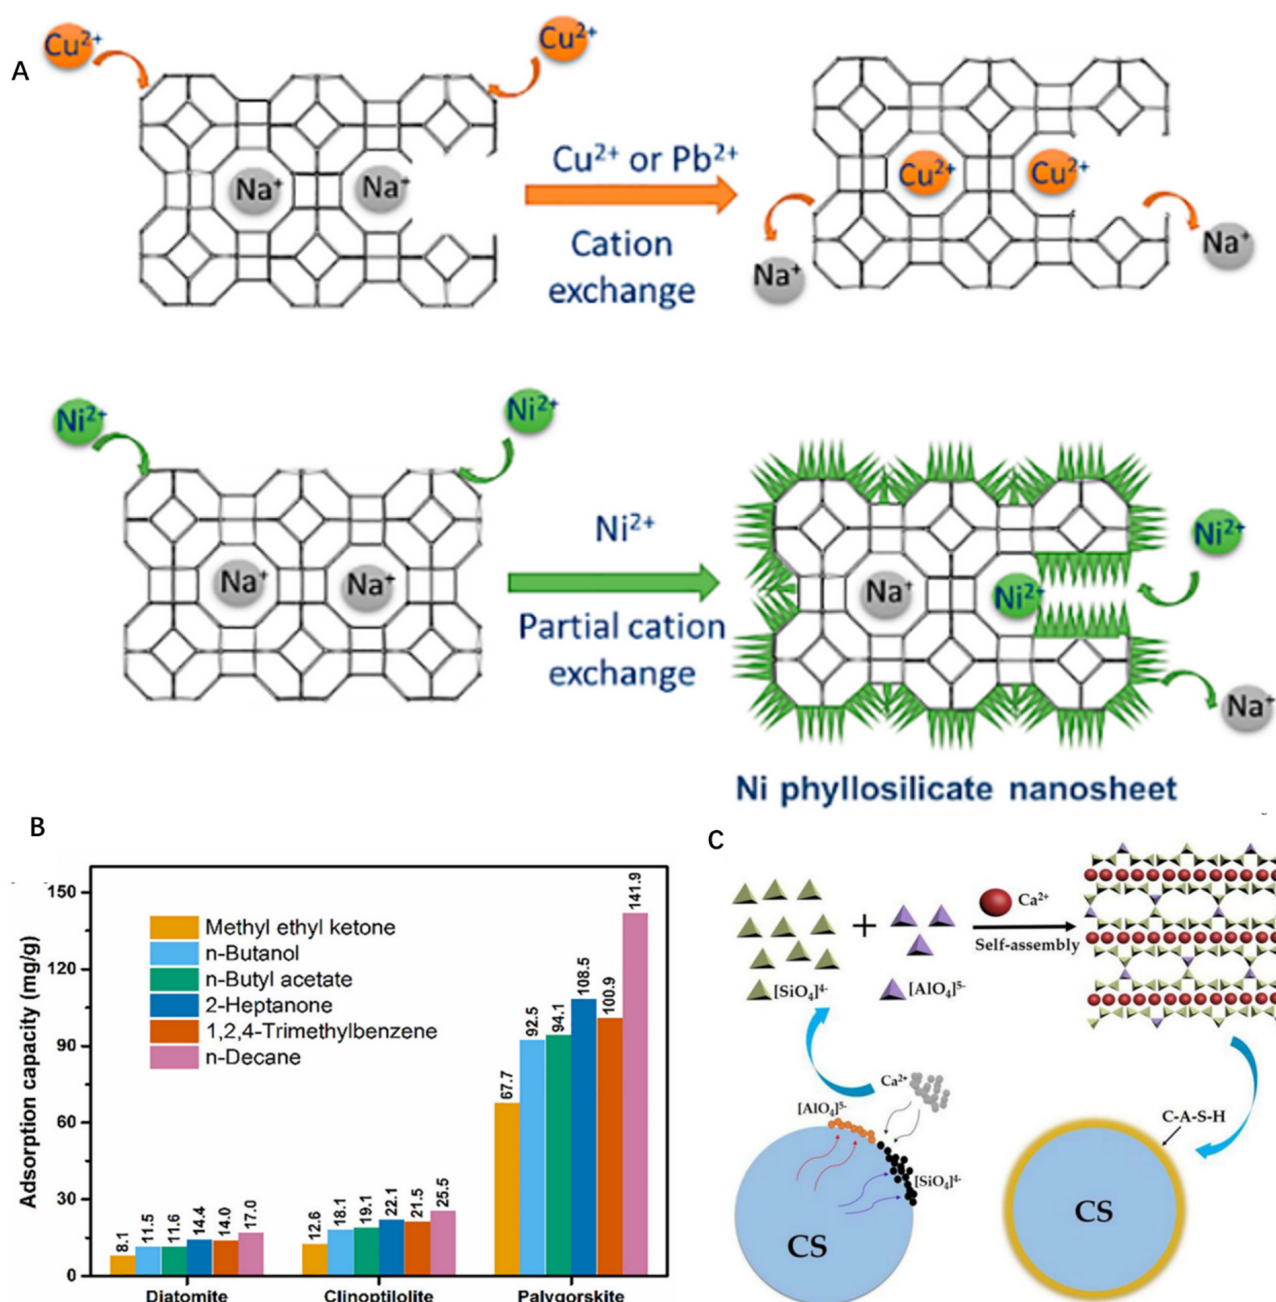 A
Cu²⁺
Cu²⁺
Na⁺
Na⁺
Cu²⁺ or Pb²⁺
Cation
exchange
Cu²⁺
Cu²⁺
Na⁺
Na⁺
Ni²⁺
Ni²⁺
Na⁺
Na⁺
Ni²⁺
Partial cation
exchange
Na⁺
Ni²⁺
Ni²⁺
Na⁺
Ni phyllosilicate nanosheet
B
Adsorption capacity (mg/g)
150
120
90
60
30
0
Methyl ethyl ketone
n-Butanol
n-Butyl acetate
2-Heptanone
1,2,4-Trimethylbenzene
n-Decane
8.1
11.5
11.6
14.4
14.0
17.0
12.6
18.1
19.1
22.1
21.5
25.5
67.7
92.5
94.1
108.5
100.9
141.9
Diatomite
Clinoptilolite
Palygorskite
C
+
Ca²⁺
Self-assembly
[SiO₄]⁴⁻
[AlO₄]⁵⁻
Ca²⁺
[AlO₄]⁵⁻
[SiO₄]⁴⁻
CS
C-A-S-H
CS